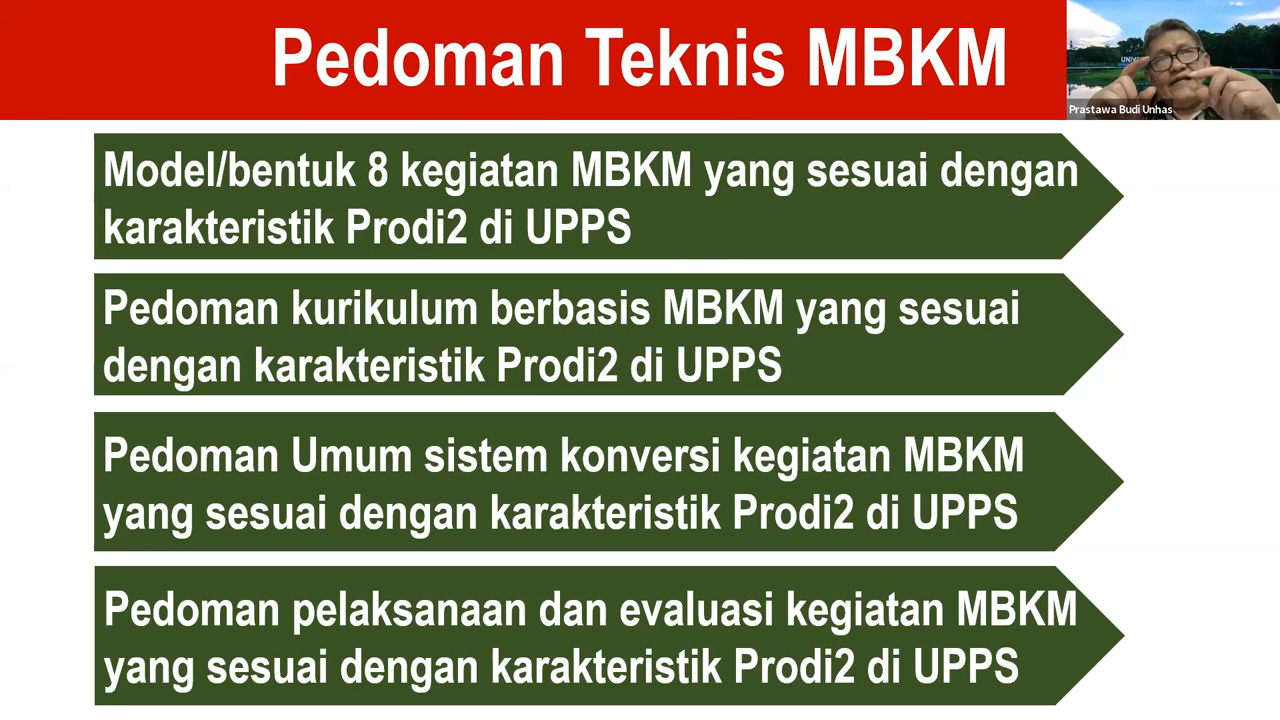 Pedoman Teknis MBKM
UNIVE
Prastawa Budi Unhas
Model/bentuk 8 kegiatan MBKM yang sesuai dengan
karakteristik Prodi2 di UPPS
Pedoman kurikulum berbasis MBKM yang sesuai
dengan karakteristik Prodi2 di UPPS
Pedoman Umum sistem konversi kegiatan MBKM
yang sesuai dengan karakteristik Prodi2 di UPPS
Pedoman pelaksanaan dan evaluasi kegiatan MBKM
yang sesuai dengan karakteristik Prodi2 di UPPS